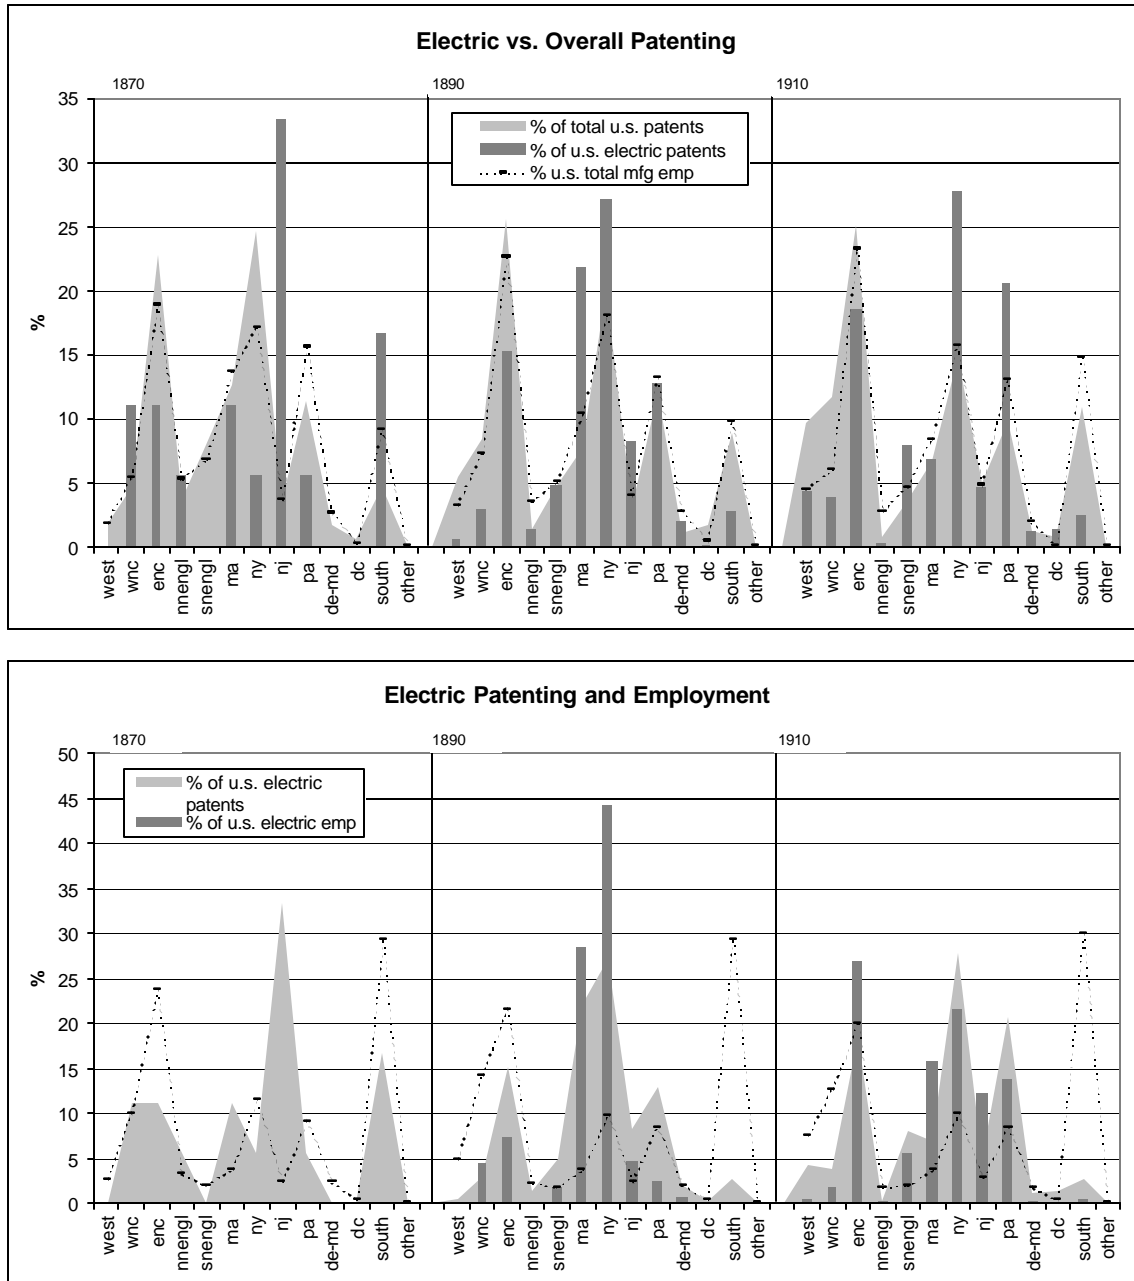 Electric vs. Overall Patenting
1870 1890 1910
35
30
25
20
15
10
5
0
%
% of total u.s. patents
% of u.s. electric patents
% u.s. total mfg emp
west wnc enc nnengl snengl ma ny nj pa de-md dc south other west wnc enc nnengl snengl ma ny nj pa de-md dc south other west wnc enc nnengl snengl ma ny nj pa de-md dc south other
Electric Patenting and Employment
1870 1890 1910
50
45
40
35
30
25
20
15
10
5
0
%
% of u.s. electric
patents
% of u.s. electric emp
west wnc enc nnengl snengl ma ny nj pa de-md dc south other west wnc enc nnengl snengl ma ny nj pa de-md dc south other west wnc enc nnengl snengl ma ny nj pa de-md dc south other